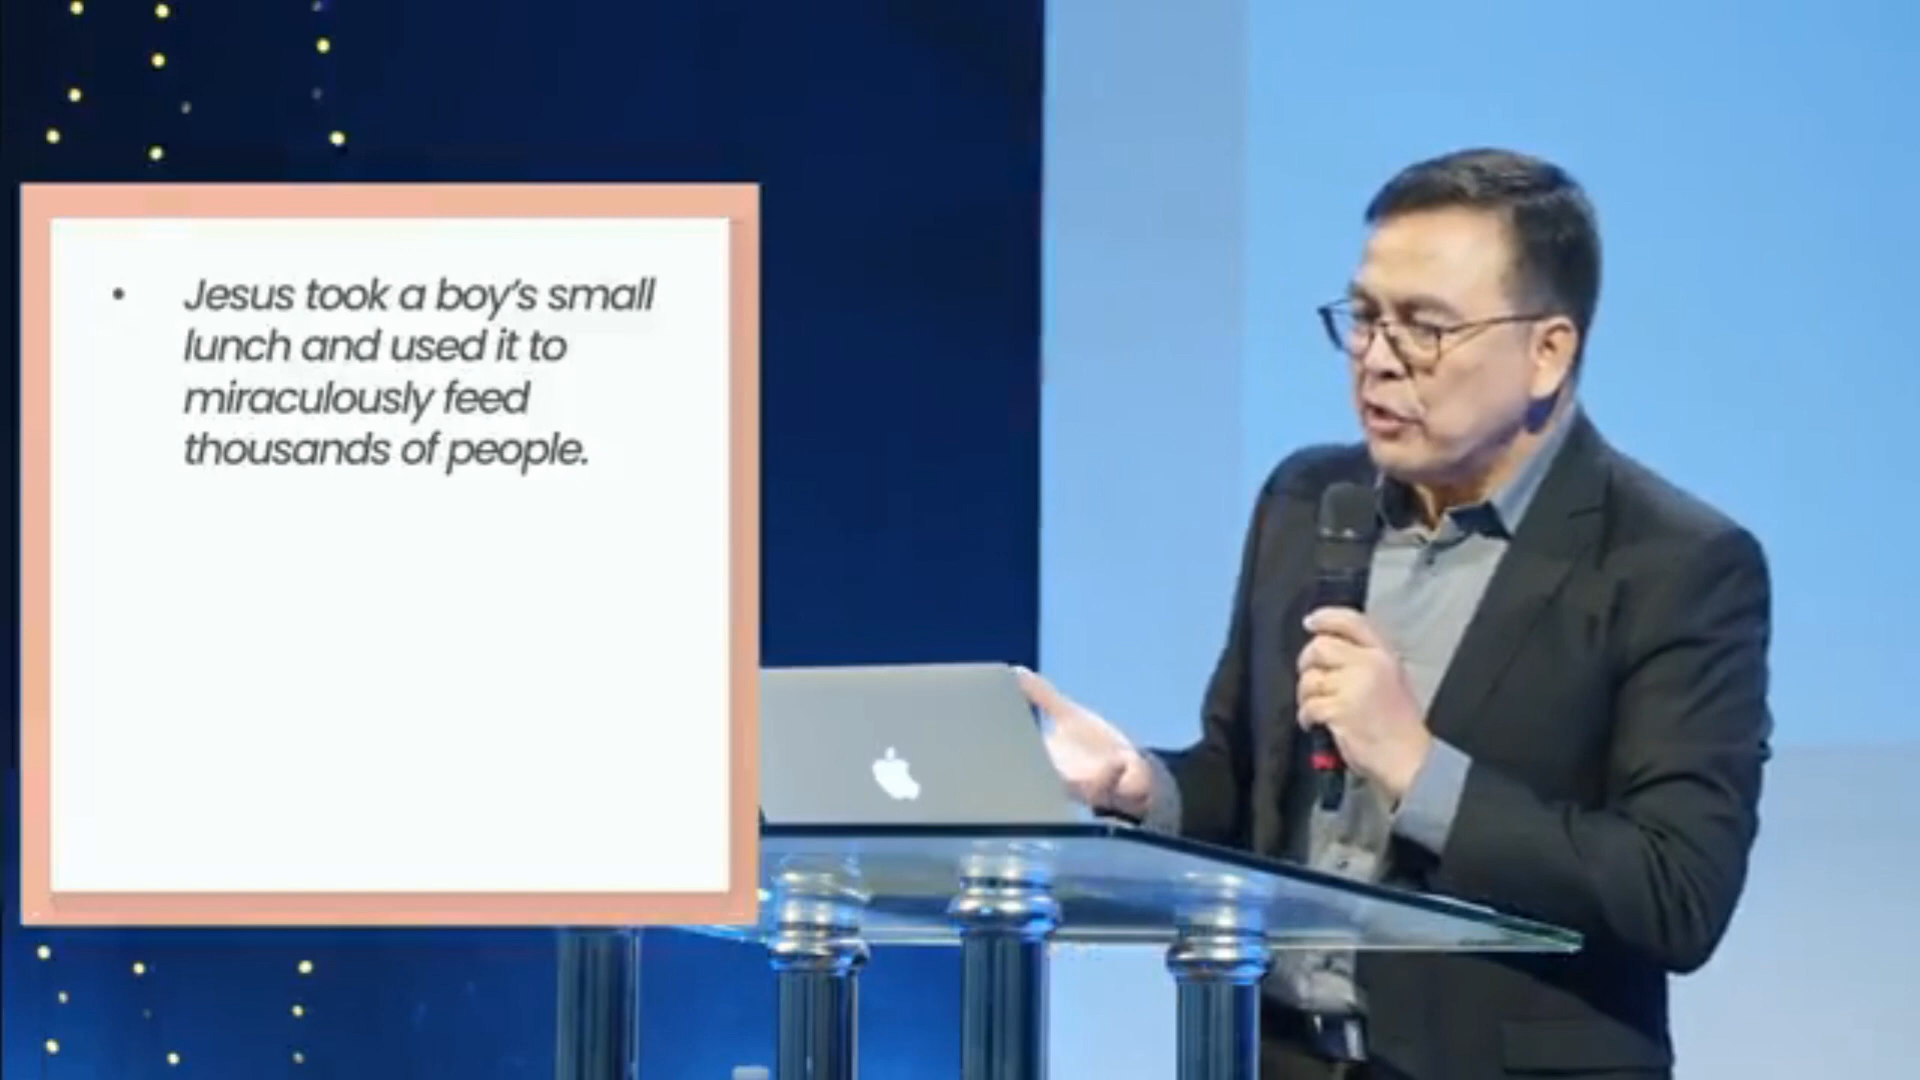 • Jesus took a boy's small
lunch and used it to
miraculously feed
thousands of people.